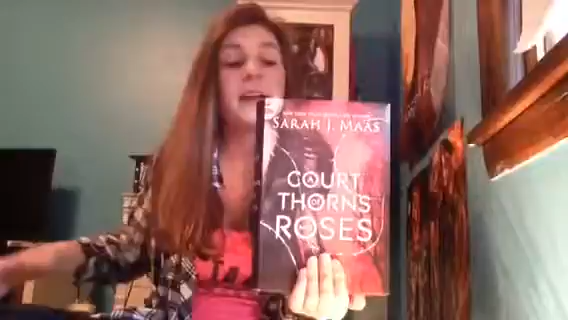 SARAH J. MAAS
A
COURT
OF
THORNS
AND
ROSES